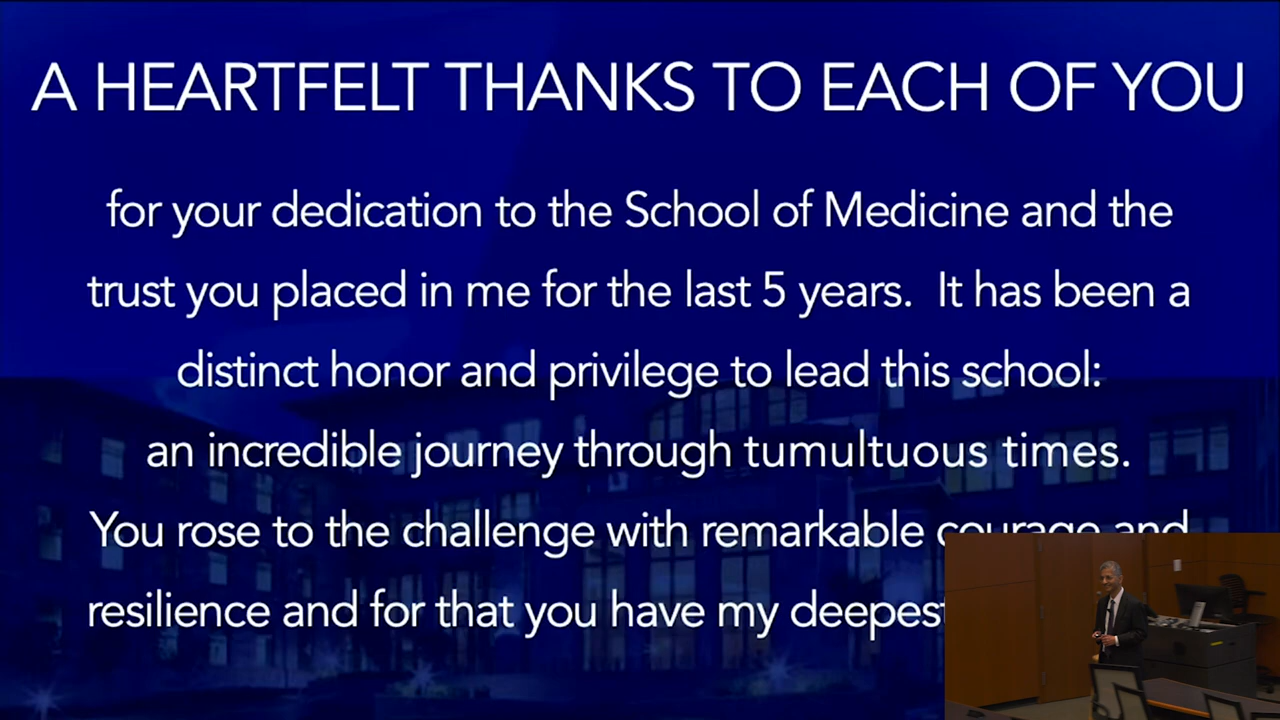 A HEARTFELT THANKS TO EACH OF YOU
for your dedication to the School of Medicine and the
trust you placed in me for the last 5 years. It has been a
distinct honor and privilege to lead this school:
an incredible journey through tumultuous times.
You rose to the challenge with remarkable courage and
resilience and for that you have my deepest